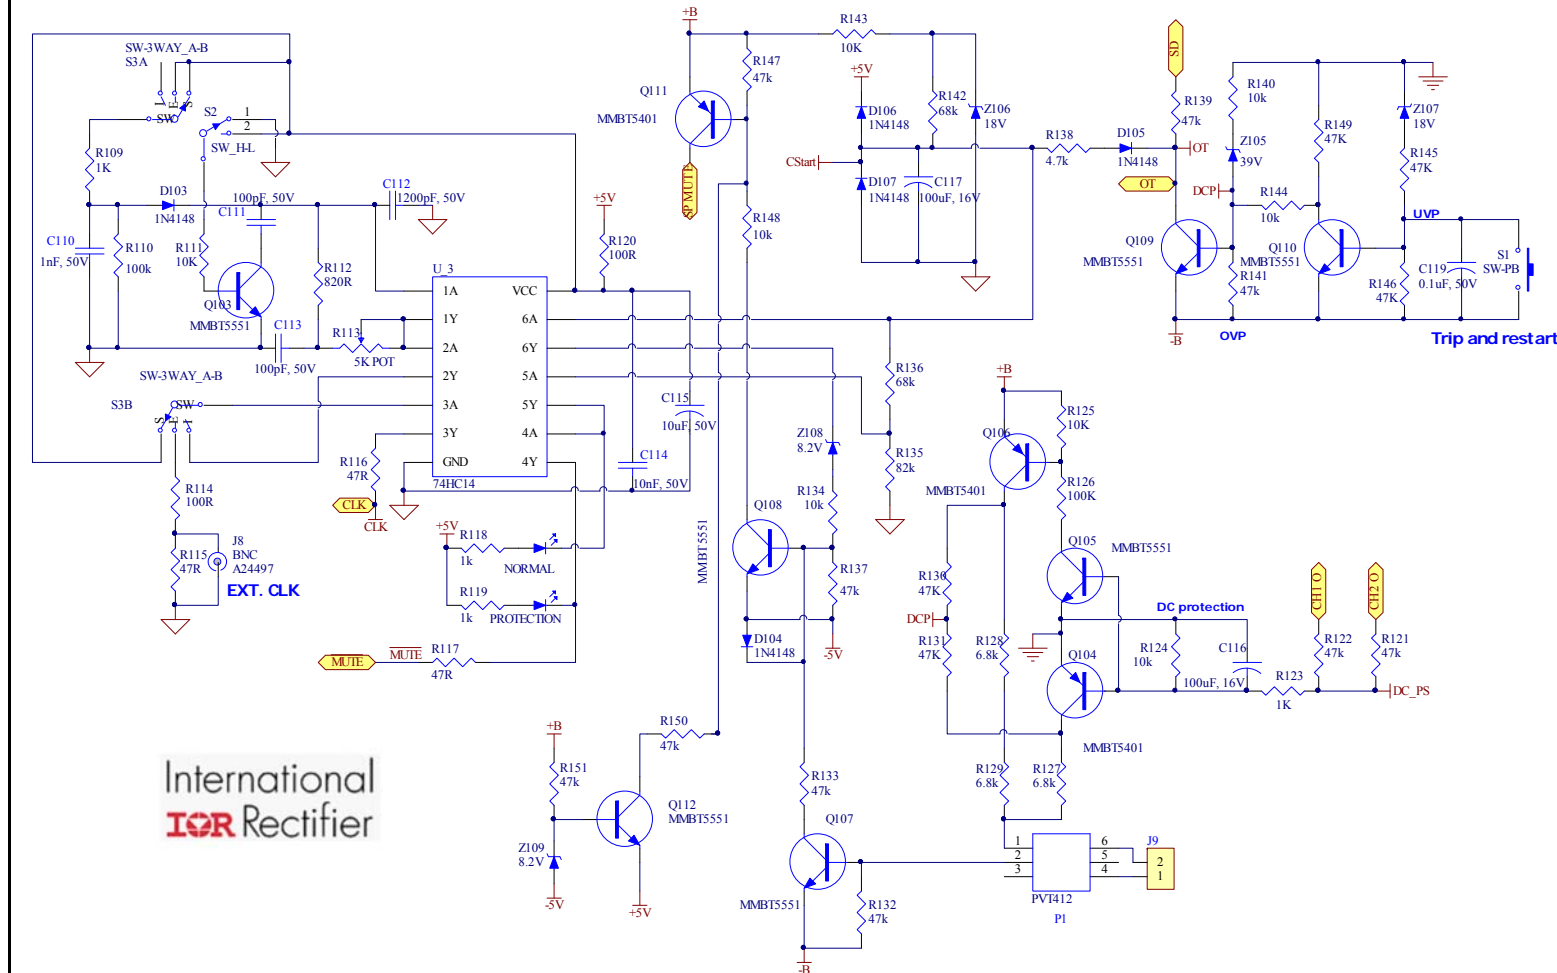 SW-3WAY_A-B
S3A
I
E
S
SW
S2
1
2
SW_H-L
R109
1K
D103
1N4148
100pF, 50V
C111
C112
1200pF, 50V
C110
1nF, 50V
R110
100k
R111
10K
Q103
MMBT5551
R112
820R
C113
100pF, 50V
R113
5K POT
SW-3WAY_A-B
S3B
SW
S
E
I
R114
100R
R115
47R
J8
BNC
A24497
EXT. CLK
R116
47R
CLK
CLK
U_3
1A
1Y
2A
2Y
3A
3Y
GND
VCC
6A
6Y
5A
5Y
4A
4Y
74HC14
+5V
R120
100R
C115
10uF, 50V
C114
10nF, 50V
+5V
R118
1k
NORMAL
R119
1k
PROTECTION
MUTE
MUTE
R117
47R
+B
Q111
MMBT5401
SP MUTE
R147
47k
R148
10k
R143
10K
+5V
D106
1N4148
R142
68k
Z106
18V
CStart
D107
1N4148
C117
100uF, 16V
R138
4.7k
D105
1N4148
SD
R139
47k
OT
OT
Q109
MMBT5551
-B
R140
10k
Z105
39V
DCP
R144
10k
R141
47k
OVP
R149
47K
Q110
MMBT5551
Z107
18V
R145
47K
UVP
R146
47K
C119
0.1uF, 50V
S1
SW-PB
Trip and restart
R136
68k
R135
82k
Z108
8.2V
R134
10k
Q108
MMBT5551
R137
47k
-5V
D104
1N4148
+B
R125
10K
Q106
MMBT5401
R126
100K
Q105
MMBT5551
R130
47K
DCP
R131
47K
R128
6.8k
DC protection
Q104
MMBT5401
R124
10k
C116
100uF, 16V
R123
1K
CH1 O
CH2 O
R122
47k
R121
47k
DC_PS
R129
6.8k
R127
6.8k
+B
R151
47k
R150
47k
Q112
MMBT5551
Z109
8.2V
-5V
+5V
R133
47k
Q107
MMBT5551
R132
47k
-B
1
2
3
6
5
4
PVT412
P1
J9
2
1
International
IOR Rectifier